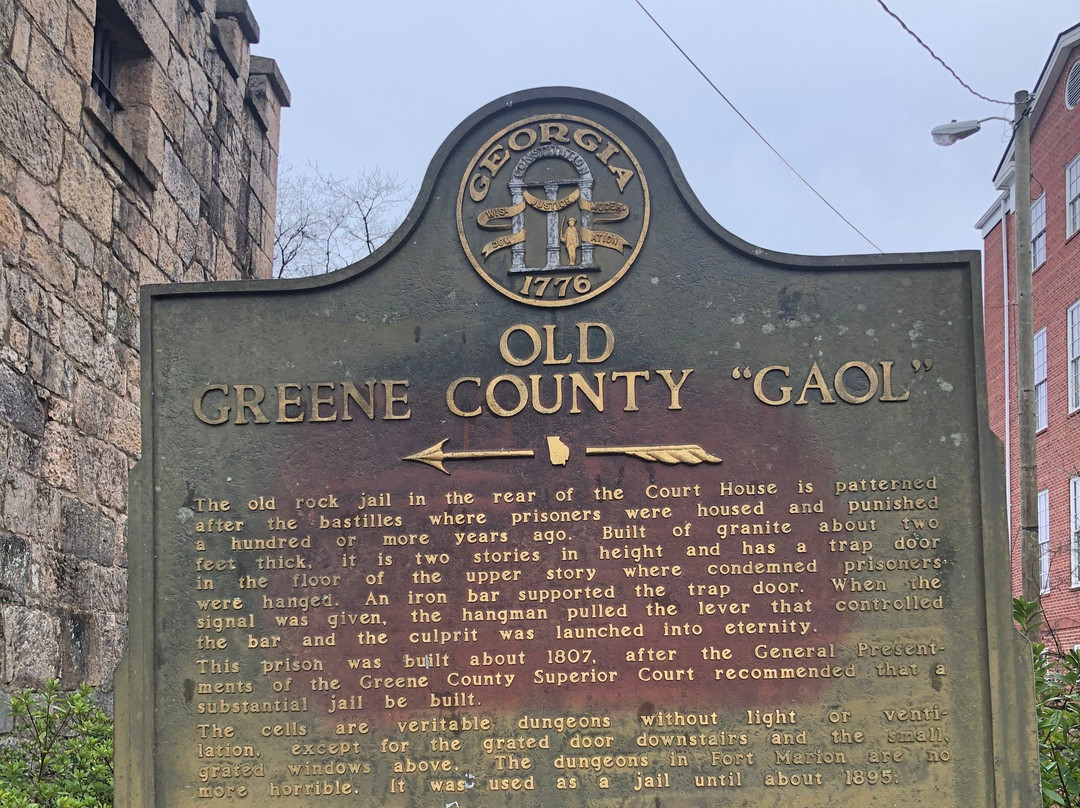 GEORGIA
CONSTITUTION
WIS- JUSTICE MODER
DOM ATION
1776
OLD
GREENE COUNTY "GAOL"
The old rock jail in the rear of the Court House is patterned
after the bastilles where prisoners were housed and punished
a hundred or more years ago. Built of granite about two
feet thick, it is two stories in height and has a trap door
in the floor of the upper story where condemned prisoners
were hanged. An iron bar supported the trap door. When the
signal was given, the hangman pulled the lever that controlled
the bar and the culprit was launched into eternity.
This prison was built about 1807, after the General Present-
ments of the Greene County Superior Court recommended that a
substantial jail be built.
The cells are veritable dungeons without light or venti-
lation, except for the grated door downstairs and the small,
grated windows above. The dungeons in Fort Marion are no
more horrible. It was used as a jail until about 1895.